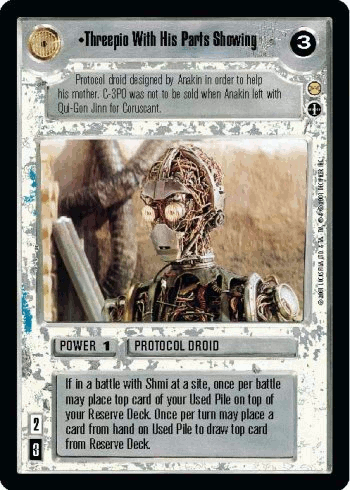 •Threepio With His Parts Showing
3
Protocol droid designed by Anakin in order to help
his mother. C-3PO was not to be sold when Anakin left with
Qui-Gon Jinn for Coruscant.
POWER 1
PROTOCOL DROID
If in a battle with Shmi at a site, once per battle
may place top card of your Used Pile on top of
your Reserve Deck. Once per turn may place a
card from hand on Used Pile to draw top card
from Reserve Deck.
2
3